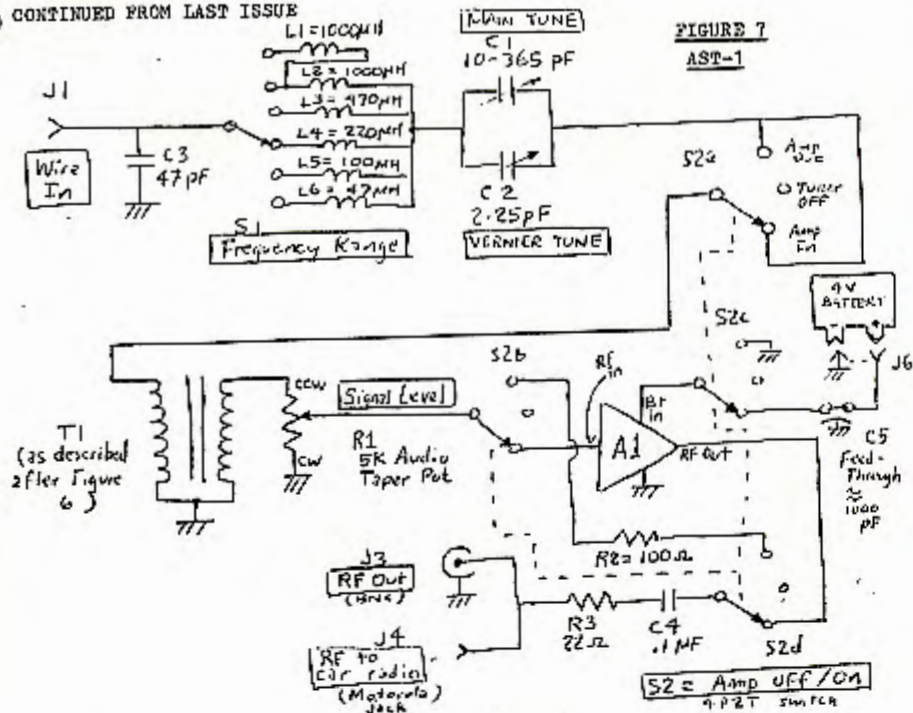 CONTINUED FROM LAST ISSUE
FIGURE 7
AST-1
MAIN TUNE
C1
10-365 pF
L1=1000µH
L2=1000µH
L3=470µH
L4=220µH
L5=100µH
L6=47µH
J1
Wire
In
C3
47pF
S1
Frequency Range
C2
2.25pF
VERNIER TUNE
S2a
Amp
Tuner
OFF
Amp
In
9V
BATTERY
J6
S2c
S2b
RF
in
B+
in
A1
RF Out
C5
Feed-
Through
≈
1000
pF
T1
(as described
after Figure
6)
CCW
CW
Signal Level
R1
5K Audio
Taper Pot
R2=100Ω
J3
RF Out
(BNC)
R3
22Ω
C4
.1 µF
S2d
J4
RF to
car radio
(Motorola)
Jack
S2 = Amp Off/On
SWITCH